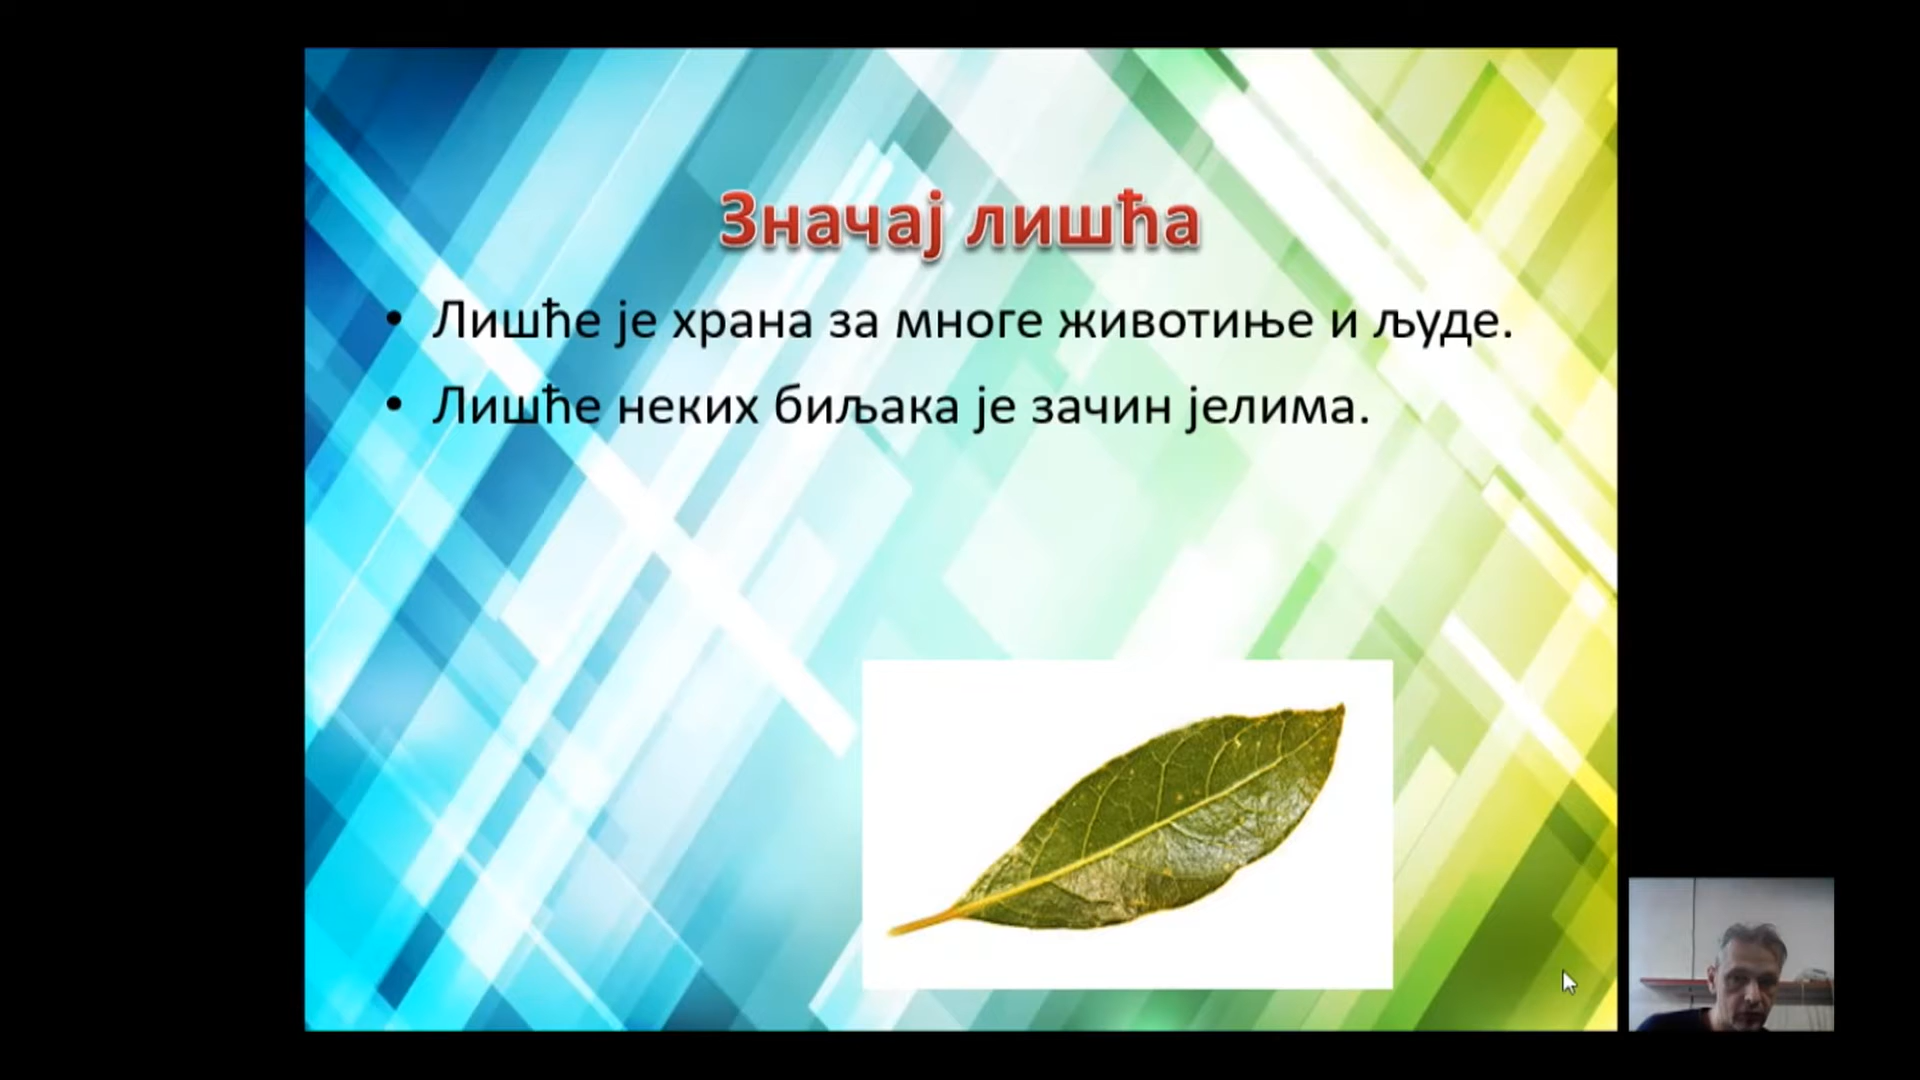 Значај лишћа
• Лишће је храна за многе животиње и људе.
• Лишће неких биљака је зачин јелима.